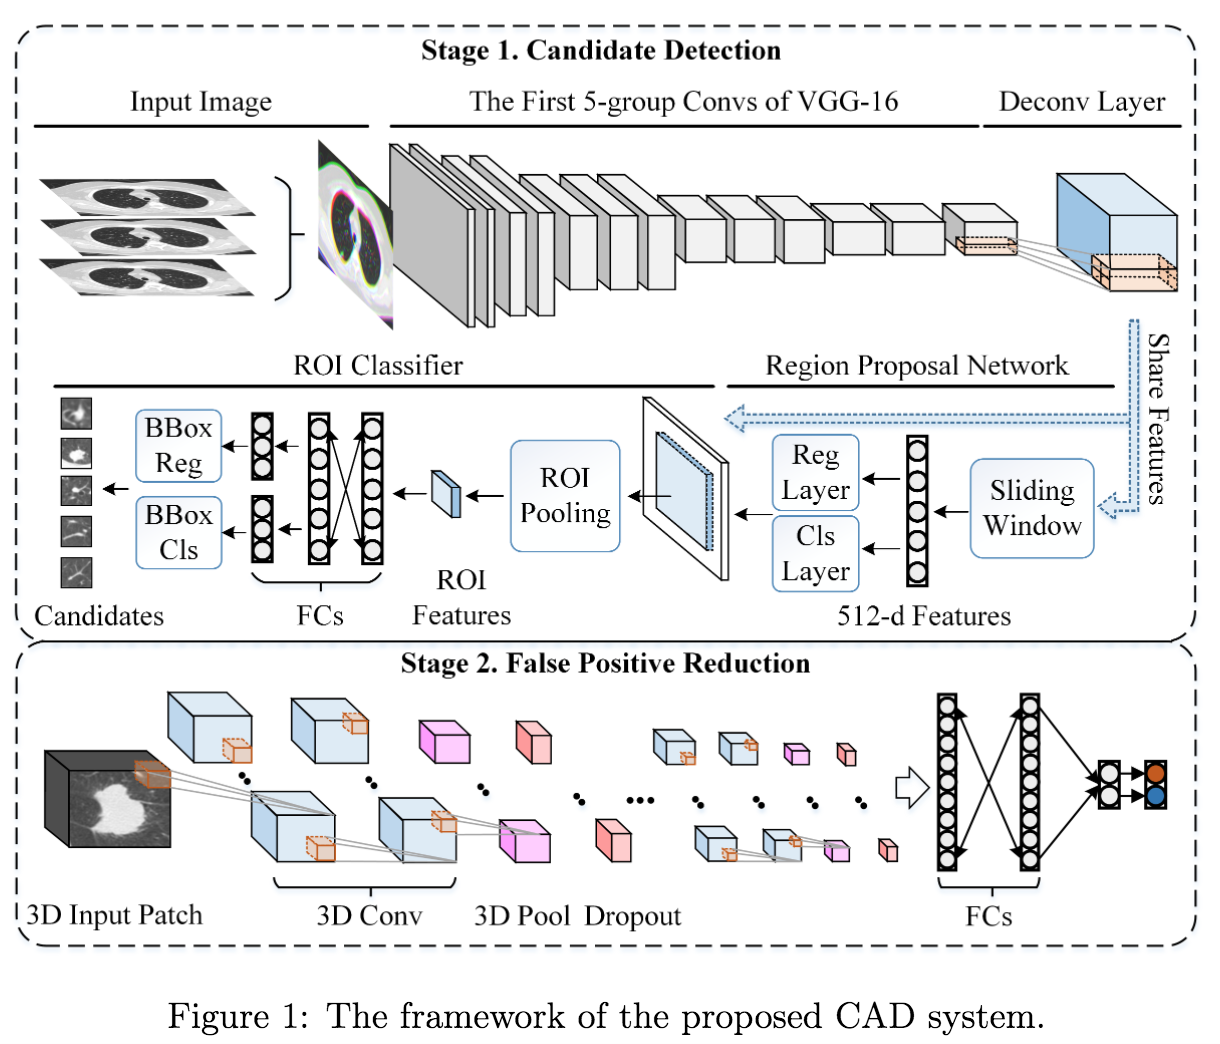 Stage 1. Candidate Detection
Input Image
The First 5-group Convs of VGG-16
Deconv Layer
Share Features
ROI Classifier
Region Proposal Network
BBox
Reg
BBox
Cls
ROI
Pooling
Reg
Layer
Cls
Layer
Sliding
Window
Candidates
FCs
ROI
Features
512-d Features
Stage 2. False Positive Reduction
3D Input Patch
3D Conv
3D Pool
Dropout
FCs
Figure 1: The framework of the proposed CAD system.